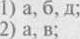 1) а, б, д;
2) а, в;